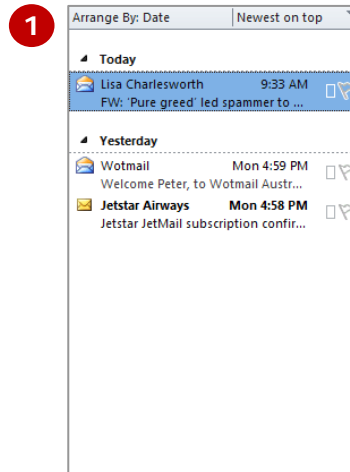 1
Arrange By: Date Newest on top
Today
Lisa Charlesworth 9:33 AM
FW: 'Pure greed' led spammer to ...
Yesterday
Wotmail Mon 4:59 PM
Welcome Peter, to Wotmail Austr...
Jetstar Airways Mon 4:58 PM
Jetstar JetMail subscription confir...